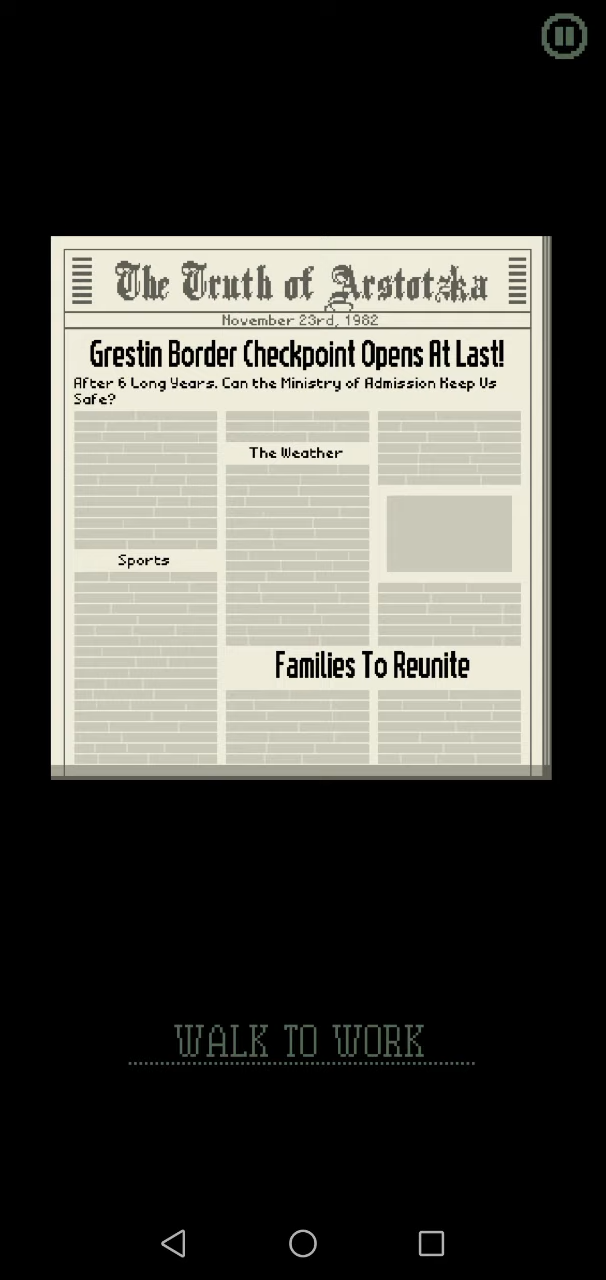 The Truth of Arstotzka
November 23rd, 1982
Grestin Border Checkpoint Opens At Last!
After 6 Long Years. Can the Ministry of Admission Keep Us
Safe?
The Weather
Sports
Families To Reunite
WALK TO WORK